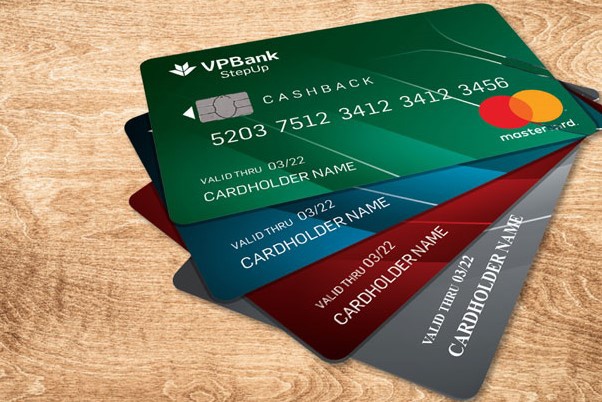 VPBank
StepUp
CASHBACK
5203 7512 3412 3412 3456
VALID THRU 03/22
CARDHOLDER NAME
mastercard.
VALID THRU 03/22
CARDHOLDER NAME
VALID THRU 03/22
CARDHOLDER NAME
VALID THRU 03/22
CARDHOLDER NAME